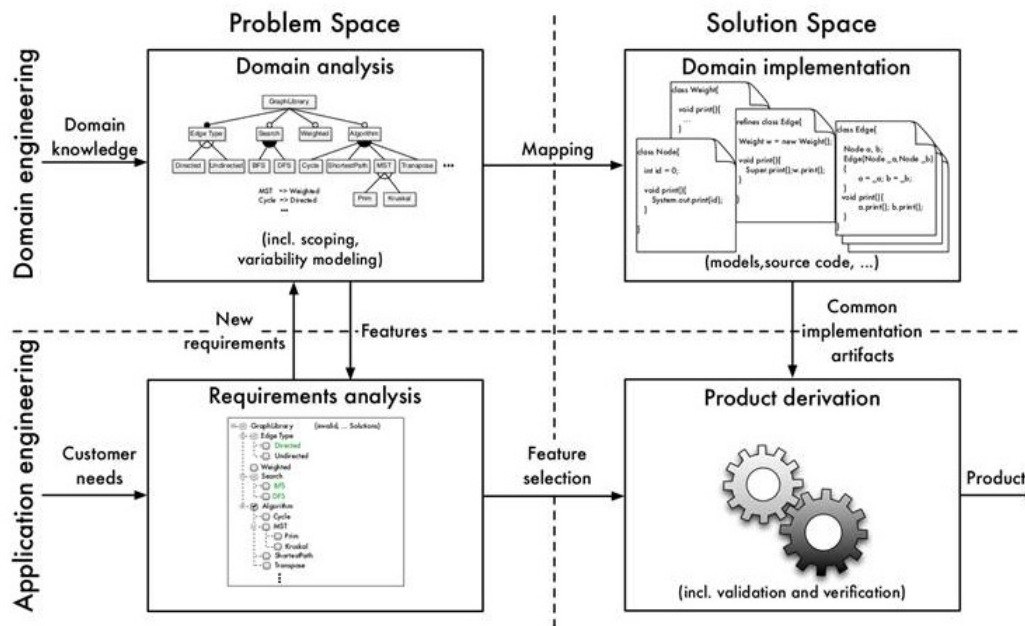 Problem Space
Solution Space
Domain engineering
Domain knowledge
Domain analysis
GraphLibrary
Edge Type
Search
Weighted
Algorithm
Directed
Undirected
BFS
DFS
Cycle
ShortestPath
MST
Transpose
•••
MST => Weighted
Cycle => Directed
...
Prim
Kruskal
(incl. scoping,
variability modeling)
Mapping
Domain implementation
class Weight{
void print(){
...
}
refines class Edge{
Weight w = new Weight();
void print(){
Super.print();w.print();
}
class Edge{
Node a, b;
Edge(Node _a,Node _b)
{
a = _a; b = _b;
}
void print(){
a.print(); b.print();
}
class Node{
int id = 0;
void print(){
System.out.print(id);
}
}
(models,source code, ...)
New
requirements
Features
Common
implementation
artifacts
Application engineering
Customer
needs
Requirements analysis
GraphLibrary (invalid, ... Solutions)
Edge Type
Directed
Undirected
Weighted
Search
BFS
DFS
Algorithm
Cycle
MST
Prim
Kruskal
ShortestPath
Transpose
Feature
selection
Product derivation
(incl. validation and verification)
Product